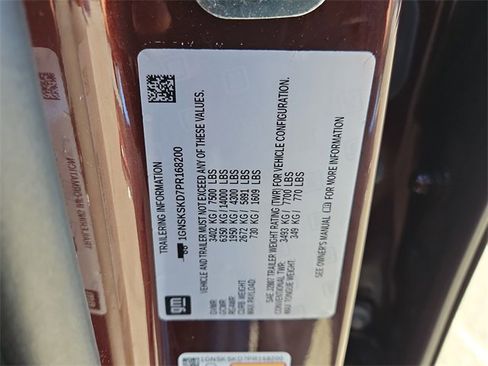 TRAILERING INFORMATION
1GNSKSKD7PR168200
VEHICLE AND TRAILER MUST NOT EXCEED ANY OF THESE VALUES.
GVWR: 3402 KG / 7500 LBS
GCWR: 6350 KG / 14000 LBS
RGAWR: 1950 KG / 4300 LBS
CURB WEIGHT: 2672 KG / 5891 LBS
MAX PAYLOAD: 730 KG / 1609 LBS
SAE J2807 TRAILER WEIGHT RATING (TWR) FOR VEHICLE CONFIGURATION.
CONVENTIONAL TWR: 3493 KG / 7700 LBS
MAX TONGUE WEIGHT: 349 KG / 770 LBS
SEE OWNER'S MANUAL FOR MORE INFORMATION
gm
1GNSKSKD7PR168200